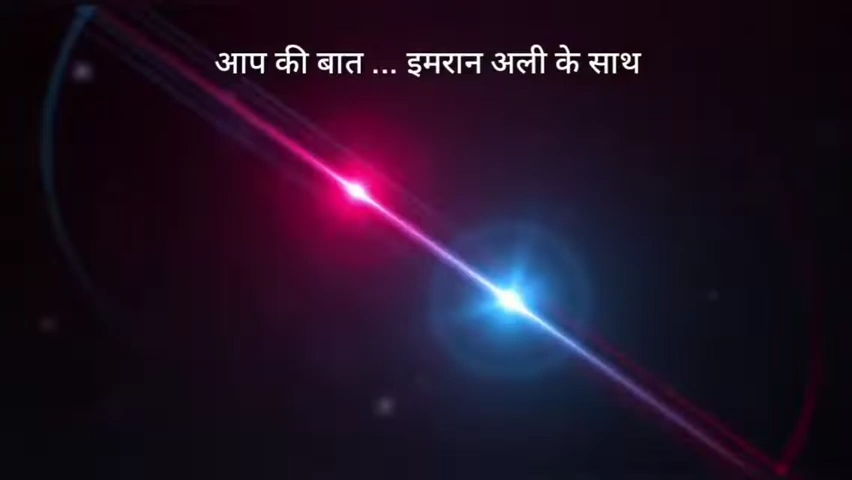 आप की बात ... इमरान अली के साथ